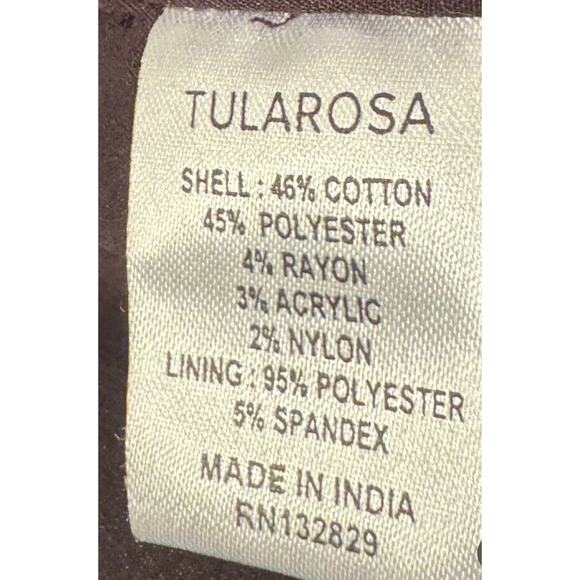 TULAROSA
SHELL : 46% COTTON
45% POLYESTER
4% RAYON
3% ACRYLIC
2% NYLON
LINING : 95% POLYESTER
5% SPANDEX
MADE IN INDIA
RN132829